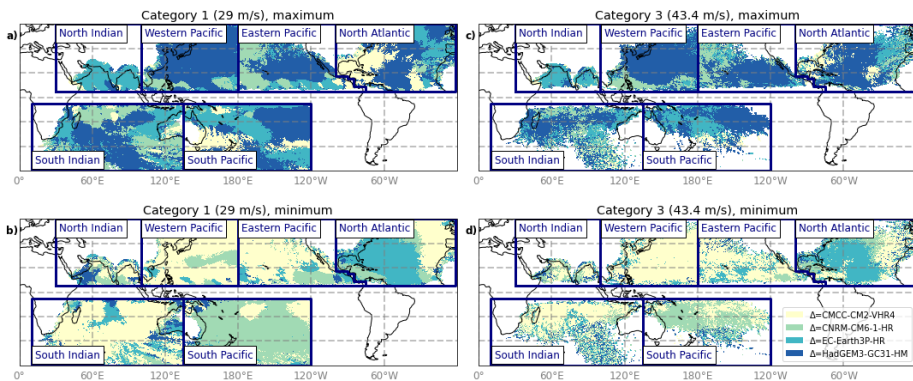 Category 1 (29 m/s), maximum
a)
North Indian
Western Pacific
Eastern Pacific
North Atlantic
South Indian
South Pacific
0° 60°E 120°E 180°E 120°W 60°W
Category 3 (43.4 m/s), maximum
c)
North Indian
Western Pacific
Eastern Pacific
North Atlantic
South Indian
South Pacific
0° 60°E 120°E 180°E 120°W 60°W
Category 1 (29 m/s), minimum
b)
North Indian
Western Pacific
Eastern Pacific
North Atlantic
South Indian
South Pacific
0° 60°E 120°E 180°E 120°W 60°W
Category 3 (43.4 m/s), minimum
d)
North Indian
Western Pacific
Eastern Pacific
North Atlantic
South Indian
South Pacific
Δ=CMCC-CM2-VHR4
Δ=CNRM-CM6-1-HR
Δ=EC-Earth3P-HR
Δ=HadGEM3-GC31-HM
0° 60°E 120°E 180°E 120°W 60°W